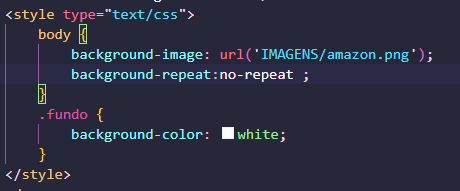 <style type="text/css">
body {
background-image: url('IMAGENS/amazon.png');
background-repeat:no-repeat ;
}
.fundo {
background-color: white;
}
</style>